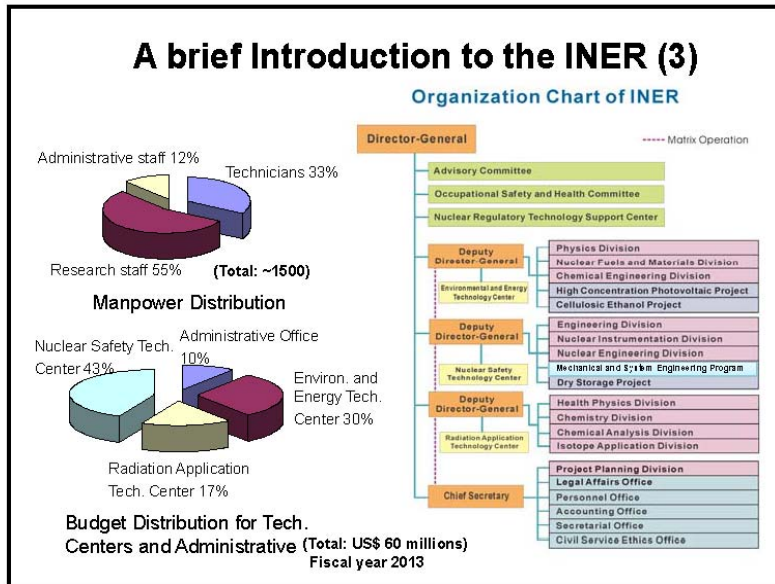 A brief Introduction to the INER (3)
Organization Chart of INER
Administrative staff 12%
Technicians 33%
Research staff 55%
(Total: ~1500)
Manpower Distribution
Nuclear Safety Tech.
Center 43%
Administrative Office
10%
Environ. and
Energy Tech.
Center 30%
Radiation Application
Tech. Center 17%
Budget Distribution for Tech.
Centers and Administrative (Total: US$ 60 millions)
Fiscal year 2013
Director-General
Matrix Operation
Advisory Committee
Occupational Safety and Health Committee
Nuclear Regulatory Technology Support Center
Deputy
Director-General
Environmental and Energy
Technology Center
Physics Division
Nuclear Fuels and Materials Division
Chemical Engineering Division
High Concentration Photovoltaic Project
Cellulosic Ethanol Project
Deputy
Director-General
Nuclear Safety
Technology Center
Engineering Division
Nuclear Instrumentation Division
Nuclear Engineering Division
Mechanical and System Engineering Program
Dry Storage Project
Deputy
Director-General
Radiation Application
Technology Center
Health Physics Division
Chemistry Division
Chemical Analysis Division
Isotope Application Division
Chief Secretary
Project Planning Division
Legal Affairs Office
Personnel Office
Accounting Office
Secretarial Office
Civil Service Ethics Office